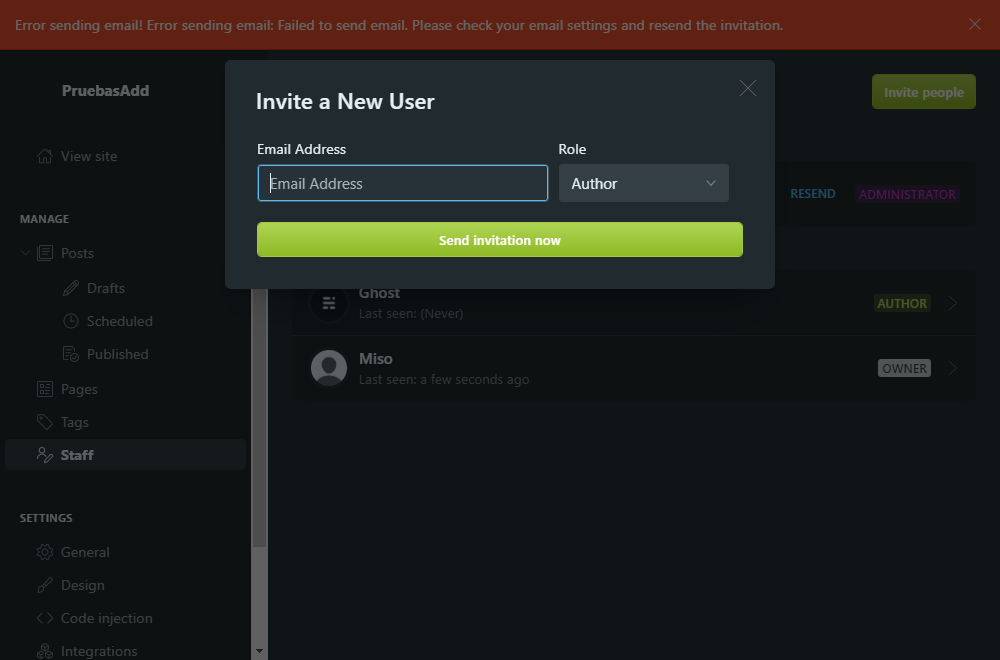 Error sending email! Error sending email: Failed to send email. Please check your email settings and resend the invitation.
PruebasAdd
Invite people
Invite a New User
Email Address
Role
Email Address
Author
Send invitation now
View site
RESEND
ADMINISTRATOR
MANAGE
Posts
Drafts
Scheduled
Published
Pages
Tags
Staff
Ghost
Last seen: (Never)
AUTHOR
Miso
Last seen: a few seconds ago
OWNER
SETTINGS
General
Design
Code injection
Integrations